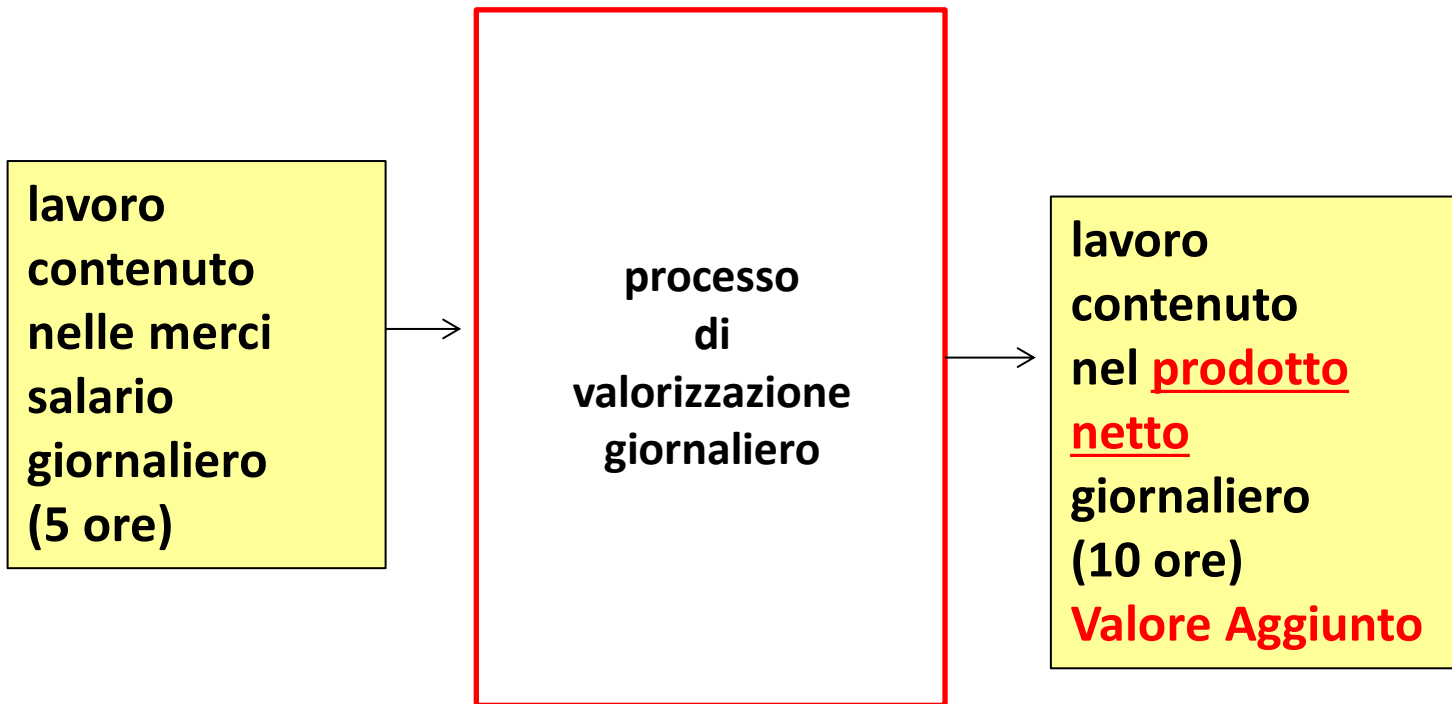 lavoro
contenuto
nelle merci
salario
giornaliero
(5 ore)
processo
di
valorizzazione
giornaliero
lavoro
contenuto
nel prodotto
netto
giornaliero
(10 ore)
Valore Aggiunto